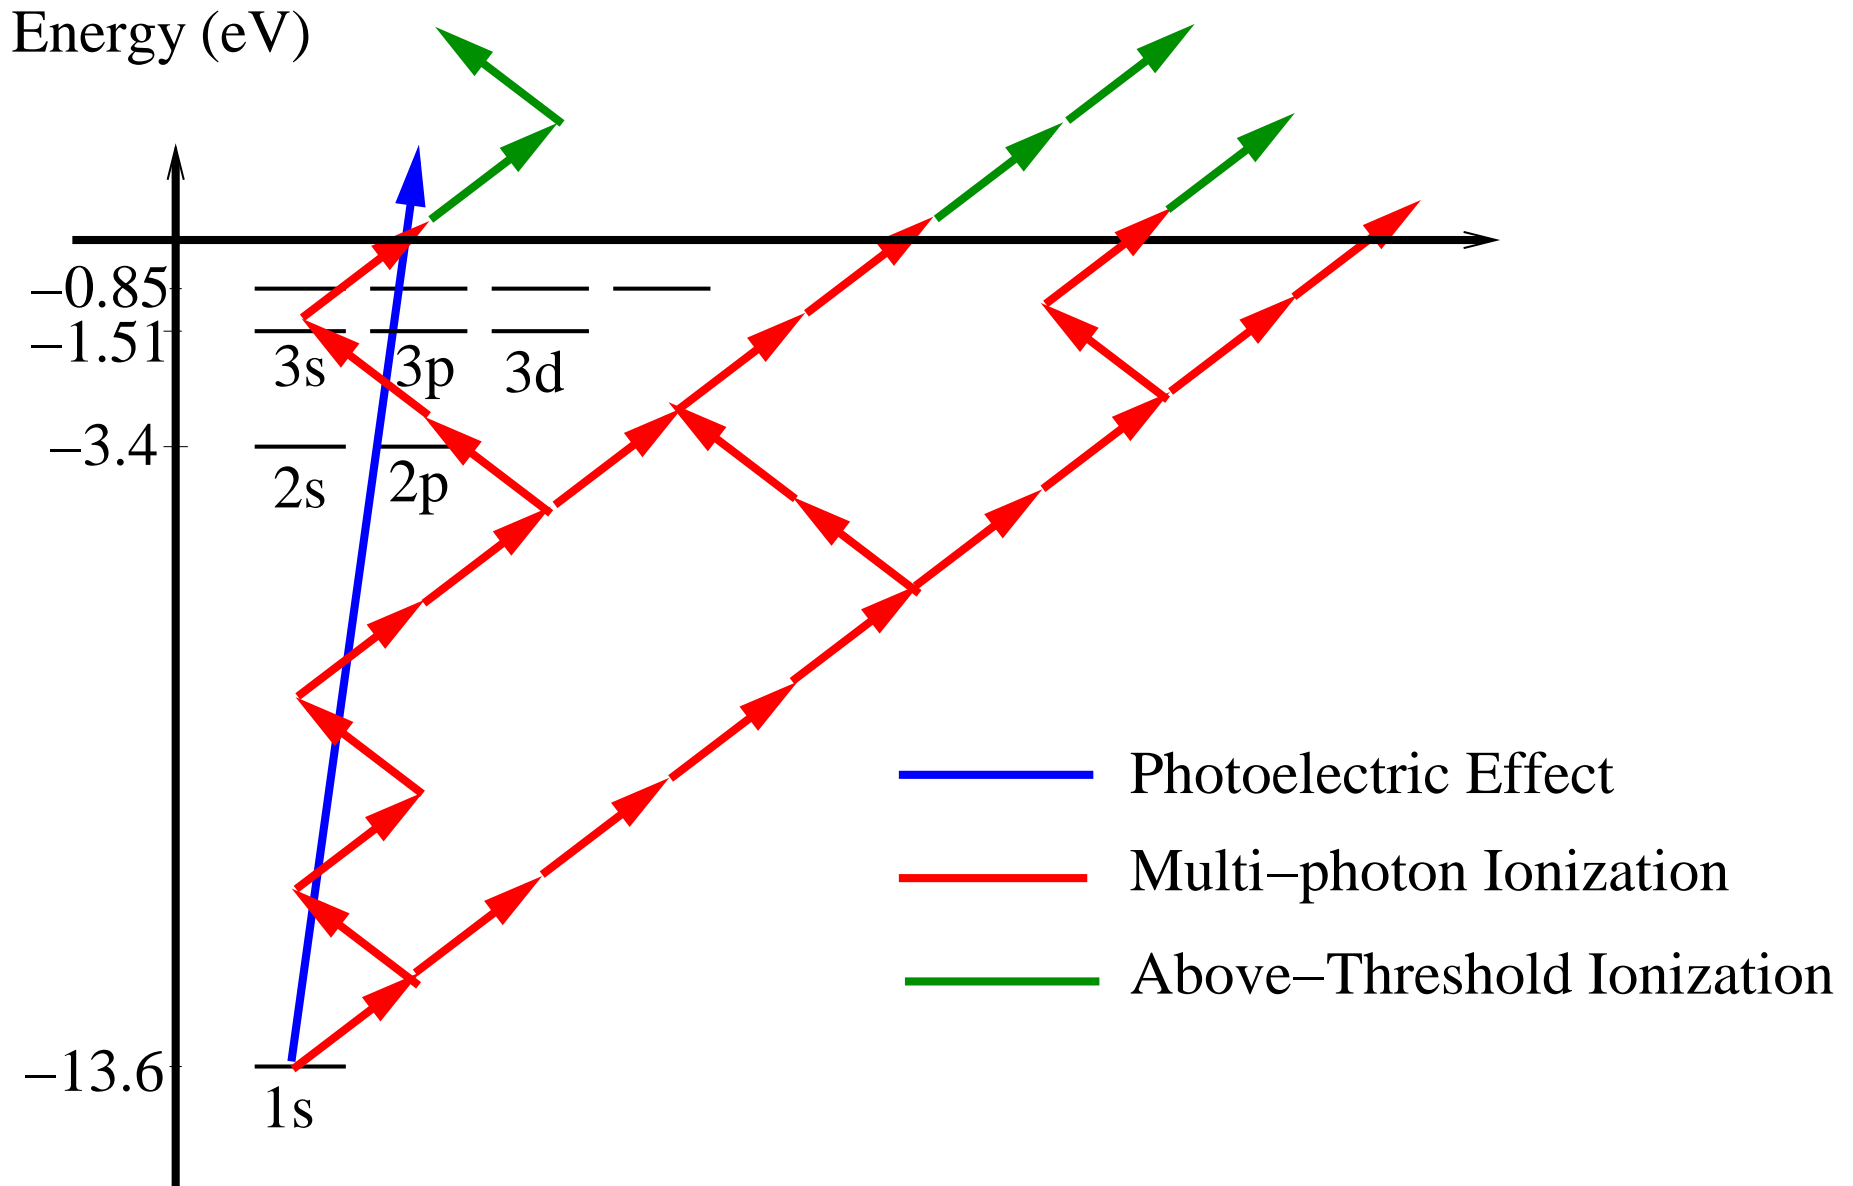 Energy (eV)
−0.85
−1.51
3s 3p 3d
−3.4
2s 2p
Photoelectric Effect
Multi−photon Ionization
Above−Threshold Ionization
−13.6
1s